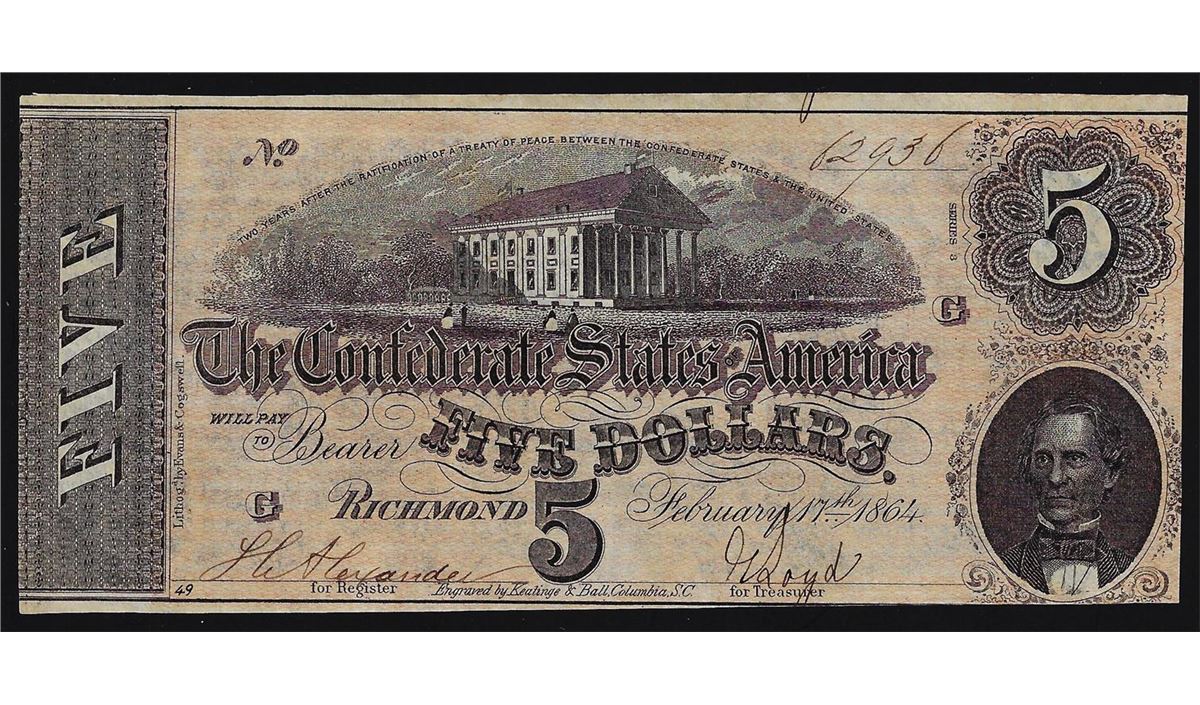 No 62936
TWO YEARS AFTER THE RATIFICATION OF A TREATY OF PEACE BETWEEN THE CONFEDERATE STATES & THE UNITED STATES
5
SERIES 3
G
FIVE
The Confederate States of America
WILL PAY
TO Bearer FIVE DOLLARS.
Lithog'h by Evans & Cogswell
G RICHMOND 5 February 17th 1864.
Alexander
49 for Register Engraved by Keatinge & Ball, Columbia, S.C. for Treasurer